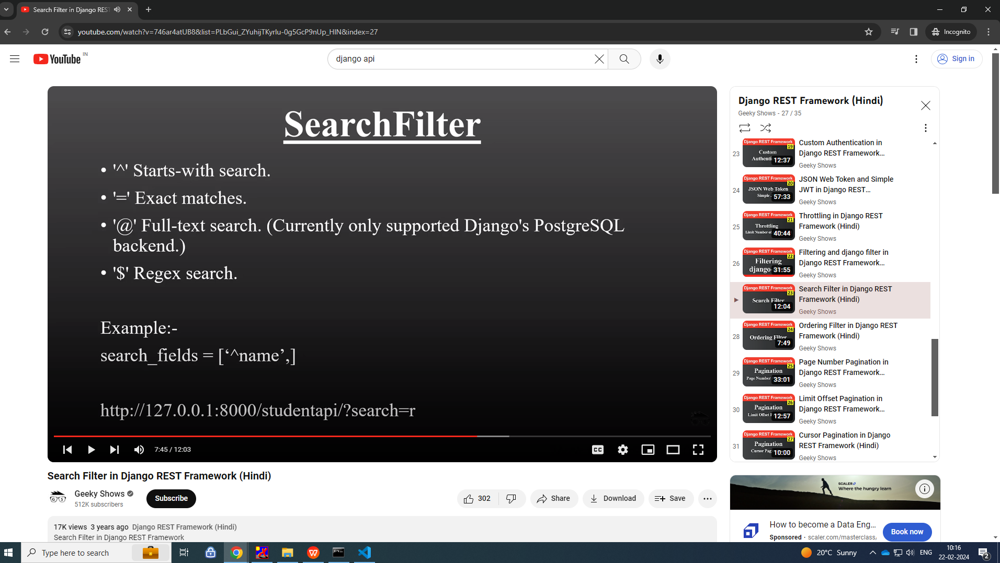 Search Filter in Django REST
youtube.com/watch?v=746ar4atUB8&list=PLbGui_ZYuhijTKyrIu-0g5GcP9nUp_HIN&index=27
Incognito
YouTube IN
django api
Sign in
SearchFilter
• '^' Starts-with search.
• '=' Exact matches.
• '@' Full-text search. (Currently only supported Django's PostgreSQL
backend.)
• '$' Regex search.
Example:-
search_fields = [‘^name’,]
http://127.0.0.1:8000/studentapi/?search=r
7:45 / 12:03
CC
Search Filter in Django REST Framework (Hindi)
Geeky Shows
512K subscribers
Subscribe
302
Share
Download
Save
17K views 3 years ago Django REST Framework (Hindi)
Search Filter in Django REST Framework
Django REST Framework (Hindi)
Geeky Shows - 27 / 35
23
Django REST Framework
19
Custom
12:37
Custom Authentication in
Django REST Framework…
Geeky Shows
24
Django REST Framework
20
JSON Web Token
Simple
57:33
JSON Web Token and Simple
JWT in Django REST…
Geeky Shows
25
Django REST Framework
21
Throttling
Limit Number of
40:44
Throttling in Django REST
Framework (Hindi)
Geeky Shows
26
Django REST Framework
22
Filtering
django-
31:55
Filtering and django filter in
Django REST Framework…
Geeky Shows
Django REST Framework
23
Search Filter
12:04
Search Filter in Django REST
Framework (Hindi)
Geeky Shows
28
Django REST Framework
24
Ordering Filter
7:49
Ordering Filter in Django REST
Framework (Hindi)
Geeky Shows
29
Django REST Framework
25
Pagination
Page Number
33:01
Page Number Pagination in
Django REST Framework…
Geeky Shows
30
Django REST Framework
26
Pagination
Limit Offset
12:57
Limit Offset Pagination in
Django REST Framework…
Geeky Shows
31
Django REST Framework
27
Pagination
Cursor Pag
10:00
Cursor Pagination in Django
REST Framework (Hindi)
Geeky Shows
SCALER
Where the hungry learn
How to become a Data Eng...
Sponsored · scaler.com/masterclass/
Book now
Type here to search
20°C Sunny
ENG
10:16
22-02-2024
2